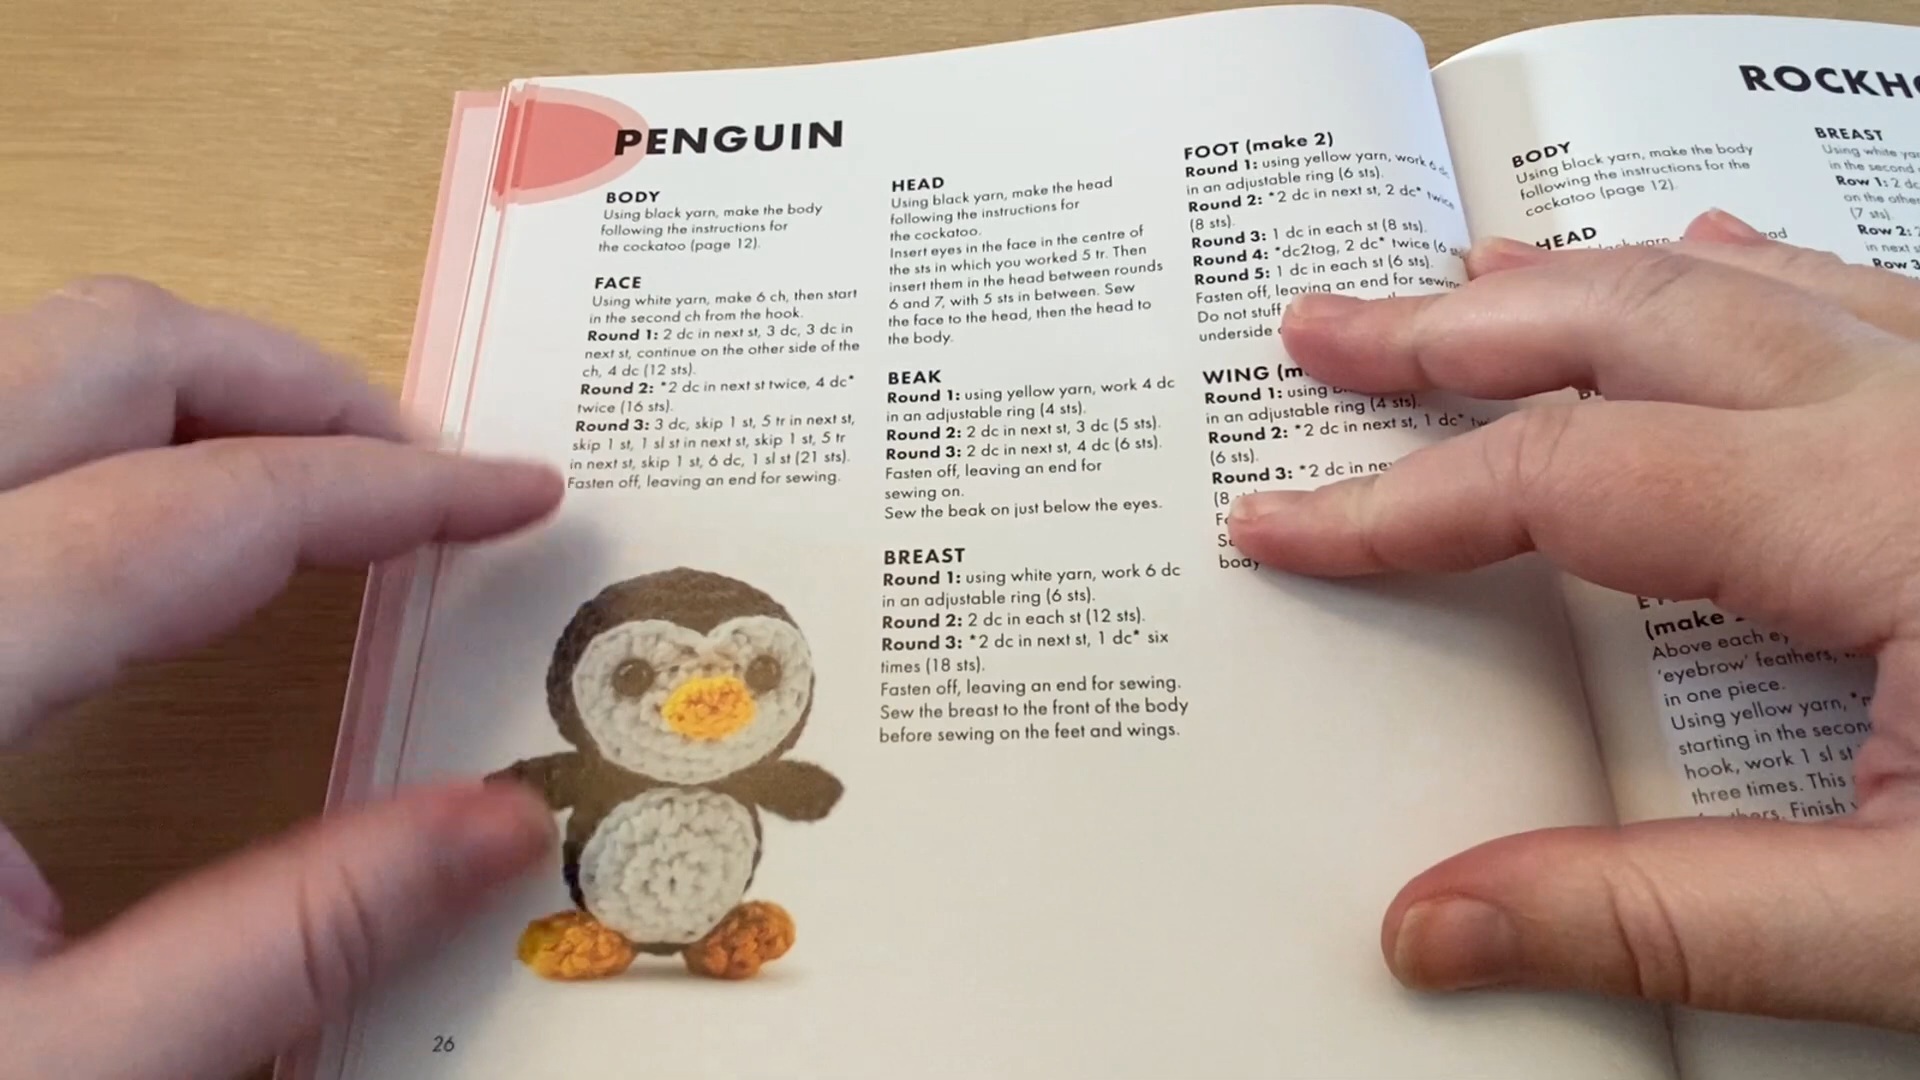 PENGUIN
BODY
Using black yarn, make the body
following the instructions for
the cockatoo (page 12).
FACE
Using white yarn, make 6 ch, then start
in the second ch from the hook.
Round 1: 2 dc in next st, 3 dc, 3 dc in
next st, continue on the other side of the
ch, 4 dc (12 sts).
Round 2: *2 dc in next st twice, 4 dc*
twice (16 sts).
Round 3: 3 dc, skip 1 st, 5 tr in next st,
skip 1 st, 1 sl st in next st, skip 1 st, 5 tr
in next st, skip 1 st, 6 dc, 1 sl st (21 sts).
Fasten off, leaving an end for sewing.
26
HEAD
Using black yarn, make the head
following the instructions for
the cockatoo.
Insert eyes in the face in the centre of
the sts in which you worked 5 tr. Then
insert them in the head between rounds
6 and 7, with 5 sts in between. Sew
the face to the head, then the head to
the body.
BEAK
Round 1: using yellow yarn, work 4 dc
in an adjustable ring (4 sts).
Round 2: 2 dc in next st, 3 dc (5 sts).
Round 3: 2 dc in next st, 4 dc (6 sts).
Fasten off, leaving an end for
sewing on.
Sew the beak on just below the eyes.
BREAST
Round 1: using white yarn, work 6 dc
in an adjustable ring (6 sts).
Round 2: 2 dc in each st (12 sts).
Round 3: *2 dc in next st, 1 dc* six
times (18 sts).
Fasten off, leaving an end for sewing.
Sew the breast to the front of the body
before sewing on the feet and wings.
FOOT (make 2)
Round 1: using yellow yarn, work 6 dc
in an adjustable ring (6 sts).
Round 2: *2 dc in next st, 2 dc* twice
(8 sts).
Round 3: 1 dc in each st (8 sts).
Round 4: *dc2tog, 2 dc* twice (6
Round 5: 1 dc in each st (6 sts).
Fasten off, leaving an end for sewing
Do not stuff
underside
WING
Round 1: using
in an adjustable ring (4 sts).
Round 2: *2 dc in next st, 1 dc*
(6 sts).
Round 3: *2 dc in
(8
body
BODY
Using black yarn, make the body
following the instructions for the
cockatoo (page 12).
HEAD
(make
Above each
'eyebrow' feathers,
in one piece.
Using yellow yarn,
starting in the second
hook, work 1 sl st
three times. This
Finish
BREAST
Using white
in the second
Row 1: 2 dc
on the other
(7 sts).
Row 2:
in next
Row 3